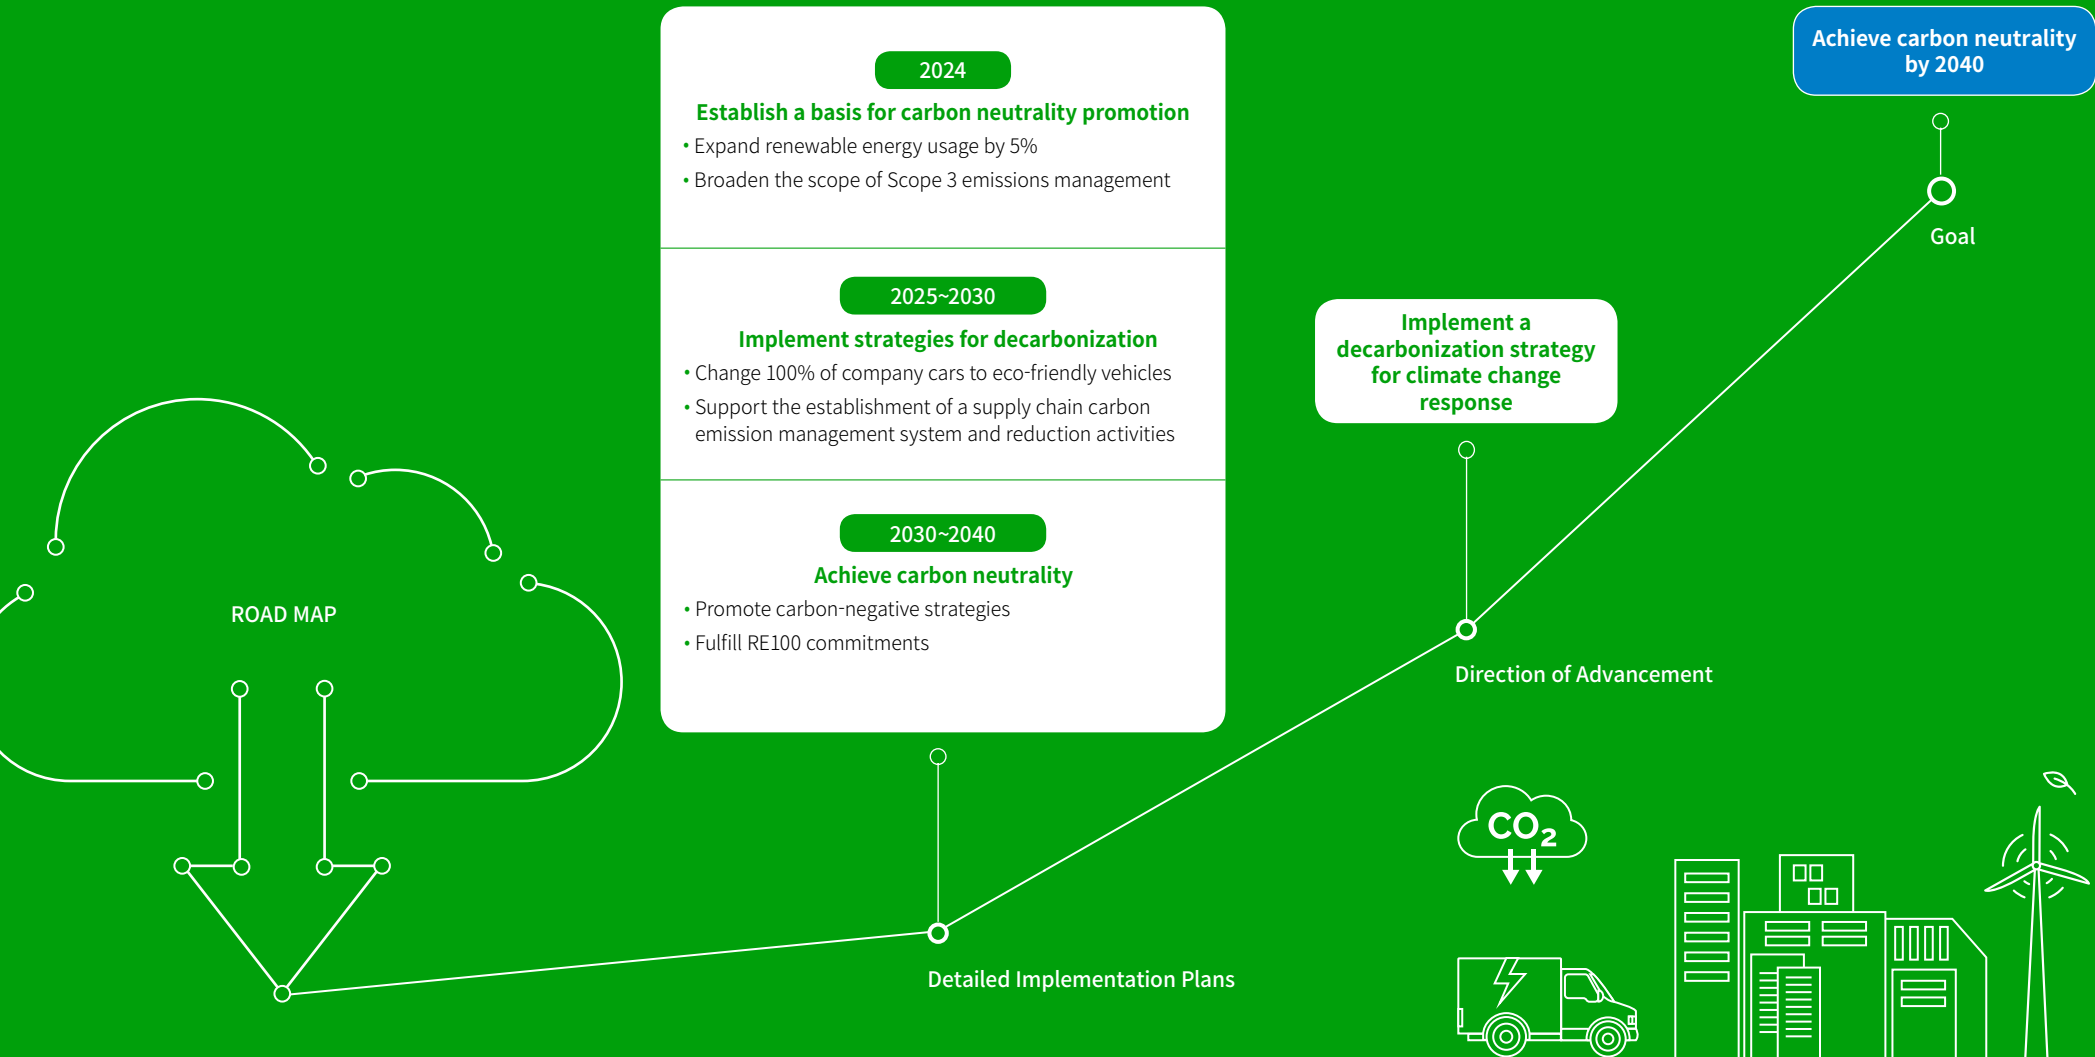 2024
Establish a basis for carbon neutrality promotion
• Expand renewable energy usage by 5%
• Broaden the scope of Scope 3 emissions management
2025~2030
Implement strategies for decarbonization
• Change 100% of company cars to eco-friendly vehicles
• Support the establishment of a supply chain carbon
emission management system and reduction activities
2030~2040
Achieve carbon neutrality
• Promote carbon-negative strategies
• Fulfill RE100 commitments
ROAD MAP
Detailed Implementation Plans
Implement a
decarbonization strategy
for climate change
response
Direction of Advancement
Achieve carbon neutrality
by 2040
Goal
CO2